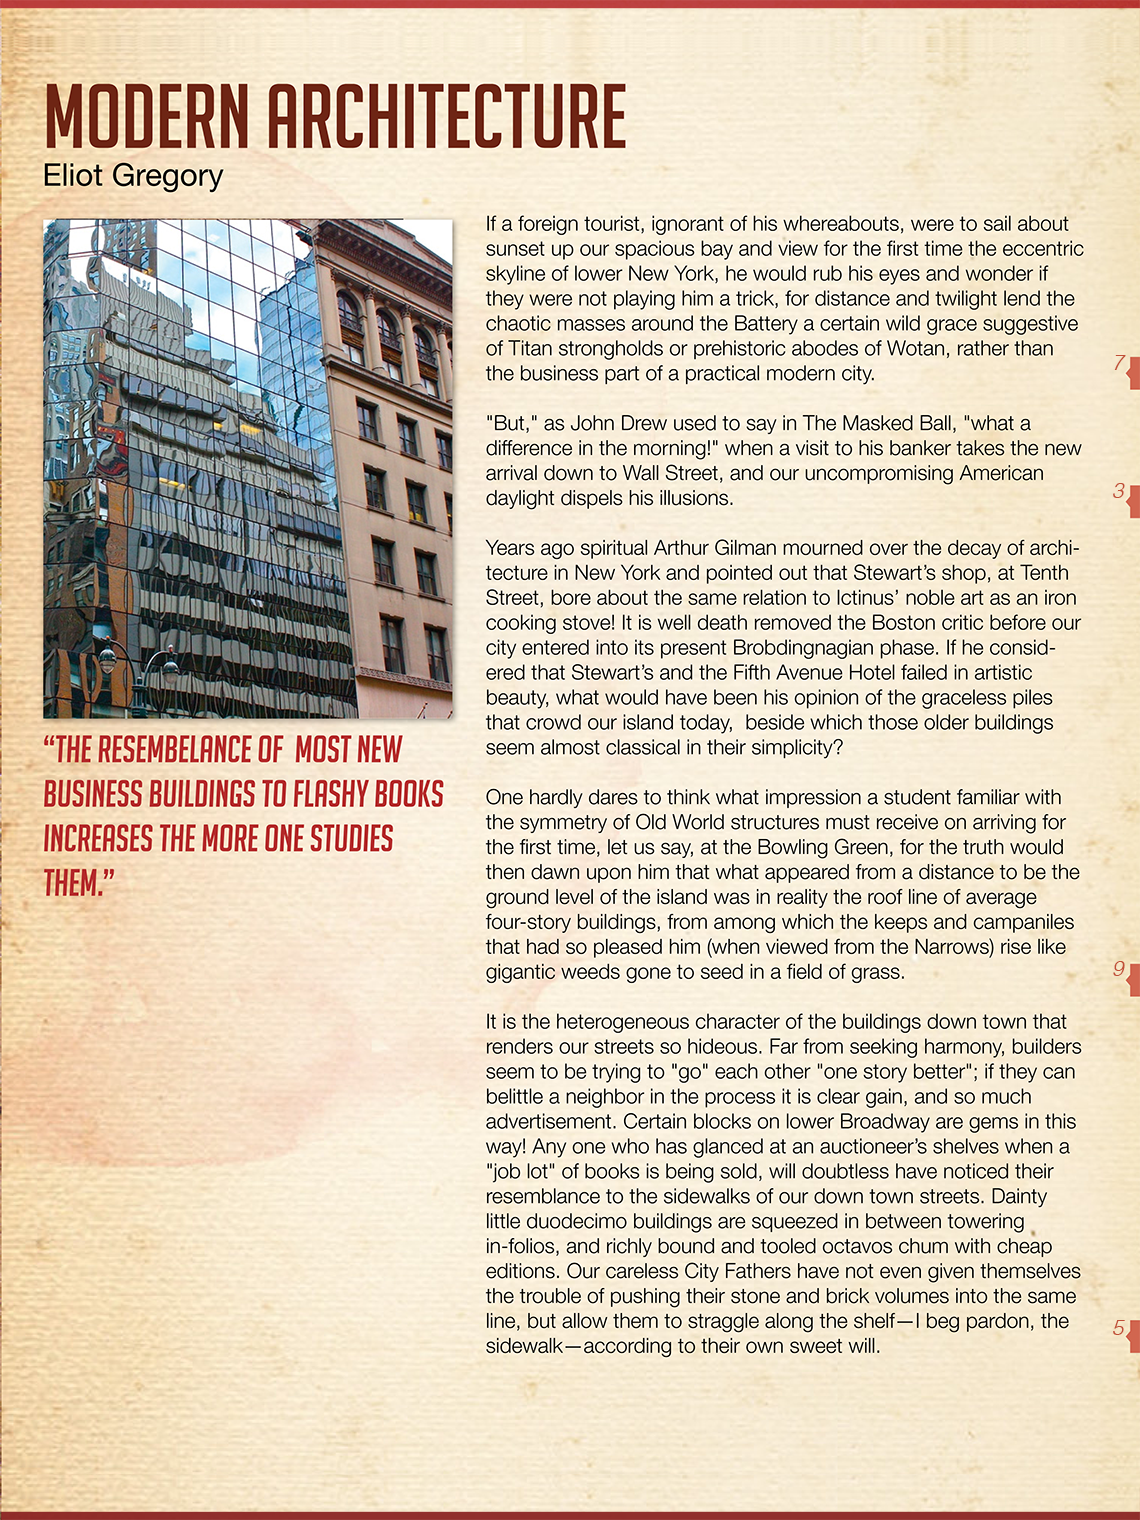 MODERN ARCHITECTURE
Eliot Gregory
If a foreign tourist, ignorant of his whereabouts, were to sail about
sunset up our spacious bay and view for the first time the eccentric
skyline of lower New York, he would rub his eyes and wonder if
they were not playing him a trick, for distance and twilight lend the
chaotic masses around the Battery a certain wild grace suggestive
of Titan strongholds or prehistoric abodes of Wotan, rather than
the business part of a practical modern city.
"But," as John Drew used to say in The Masked Ball, "what a
difference in the morning!" when a visit to his banker takes the new
arrival down to Wall Street, and our uncompromising American
daylight dispels his illusions.
Years ago spiritual Arthur Gilman mourned over the decay of archi-
tecture in New York and pointed out that Stewart’s shop, at Tenth
Street, bore about the same relation to Ictinus’ noble art as an iron
cooking stove! It is well death removed the Boston critic before our
city entered into its present Brobdingnagian phase. If he consid-
ered that Stewart’s and the Fifth Avenue Hotel failed in artistic
beauty, what would have been his opinion of the graceless piles
that crowd our island today,  beside which those older buildings
seem almost classical in their simplicity?
One hardly dares to think what impression a student familiar with
the symmetry of Old World structures must receive on arriving for
the first time, let us say, at the Bowling Green, for the truth would
then dawn upon him that what appeared from a distance to be the
ground level of the island was in reality the roof line of average
four-story buildings, from among which the keeps and campaniles
that had so pleased him (when viewed from the Narrows) rise like
gigantic weeds gone to seed in a field of grass.
It is the heterogeneous character of the buildings down town that
renders our streets so hideous. Far from seeking harmony, builders
seem to be trying to "go" each other "one story better"; if they can
belittle a neighbor in the process it is clear gain, and so much
advertisement. Certain blocks on lower Broadway are gems in this
way! Any one who has glanced at an auctioneer’s shelves when a
"job lot" of books is being sold, will doubtless have noticed their
resemblance to the sidewalks of our down town streets. Dainty
little duodecimo buildings are squeezed in between towering
in-folios, and richly bound and tooled octavos chum with cheap
editions. Our careless City Fathers have not even given themselves
the trouble of pushing their stone and brick volumes into the same
line, but allow them to straggle along the shelf—I beg pardon, the
sidewalk—according to their own sweet will.
“THE RESEMBELANCE OF  MOST NEW
BUSINESS BUILDINGS TO FLASHY BOOKS
INCREASES THE MORE ONE STUDIES
THEM.”
7
3
9
5